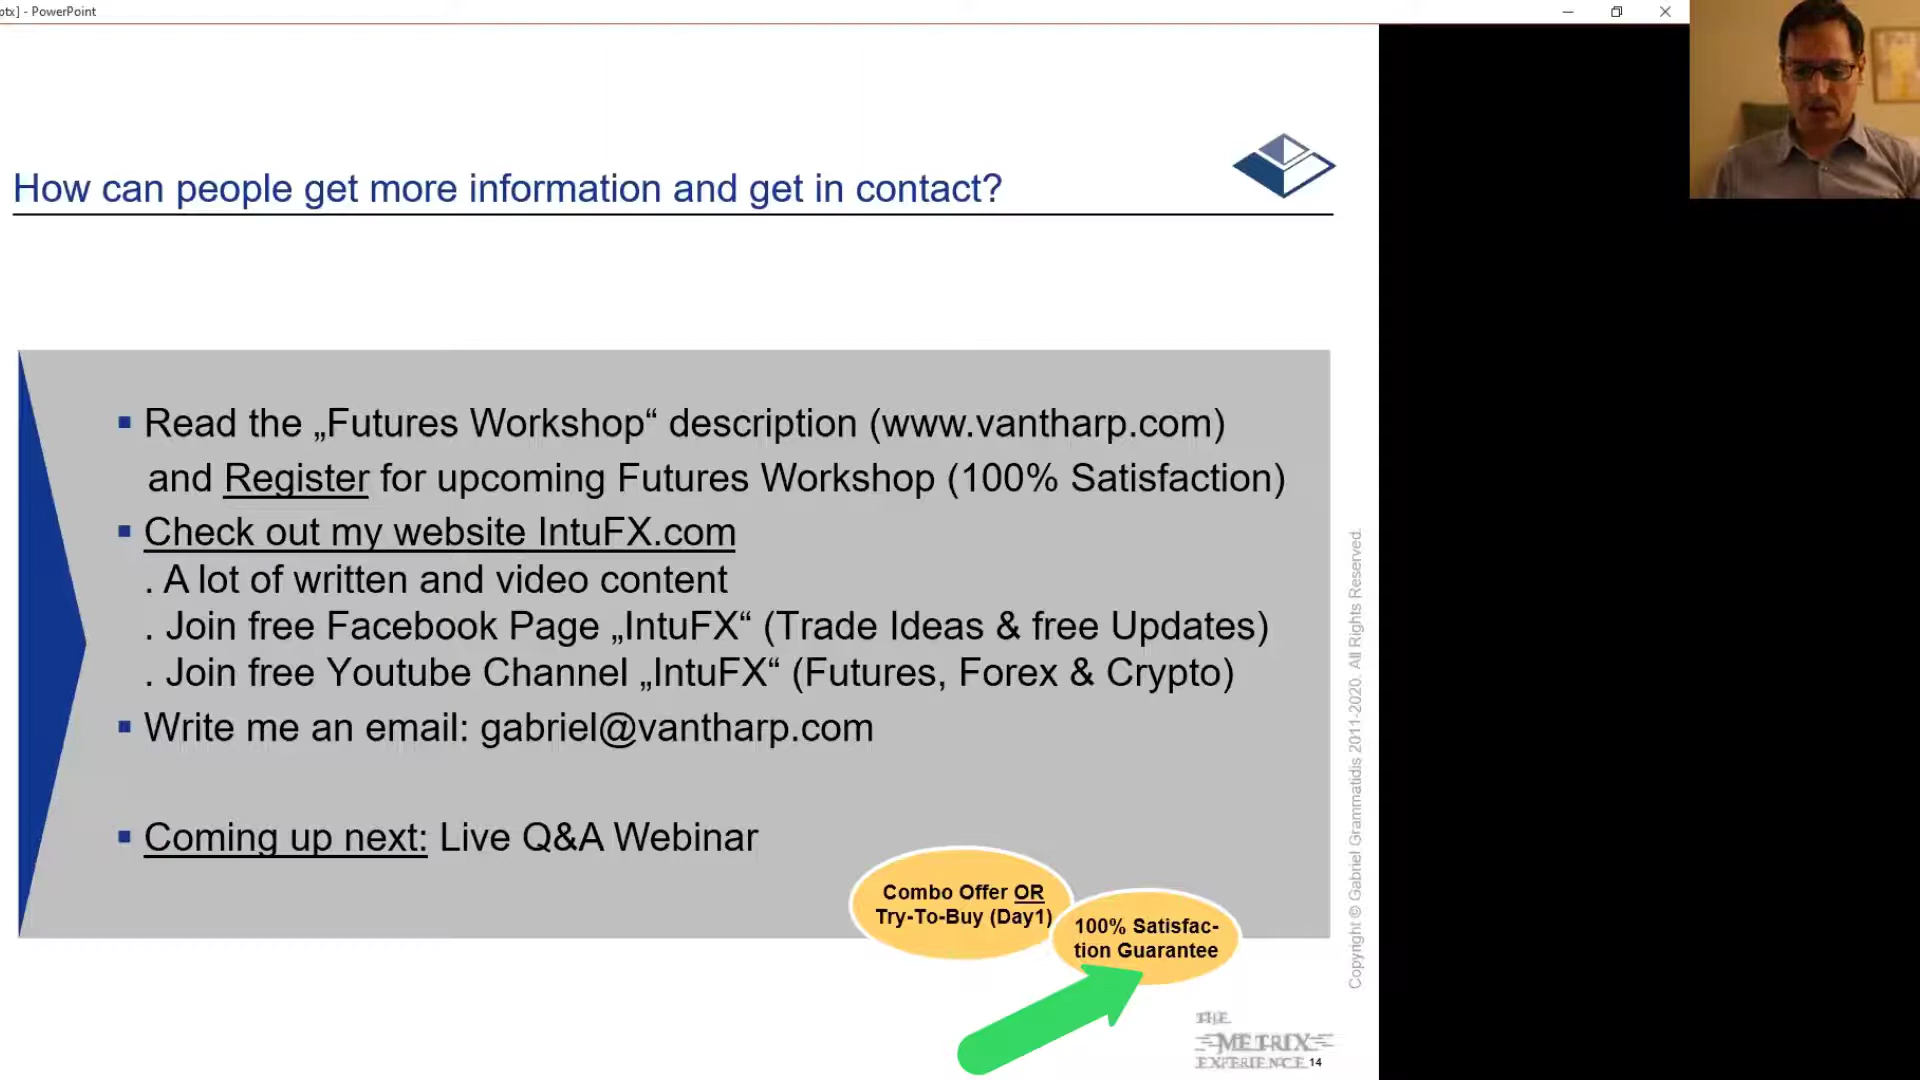 ptx] - PowerPoint
How can people get more information and get in contact?
Read the „Futures Workshop“ description (www.vantharp.com)
and Register for upcoming Futures Workshop (100% Satisfaction)
Check out my website IntuFX.com
. A lot of written and video content
. Join free Facebook Page „IntuFX“ (Trade Ideas & free Updates)
. Join free Youtube Channel „IntuFX“ (Futures, Forex & Crypto)
Write me an email: gabriel@vantharp.com
Coming up next: Live Q&A Webinar
Combo Offer OR
Try-To-Buy (Day1)
100% Satisfac-
tion Guarantee
Copyright © Gabriel Grammatidis 2011-2020. All Rights Reserved.
THE
METRIX
EXPERIENCE
14